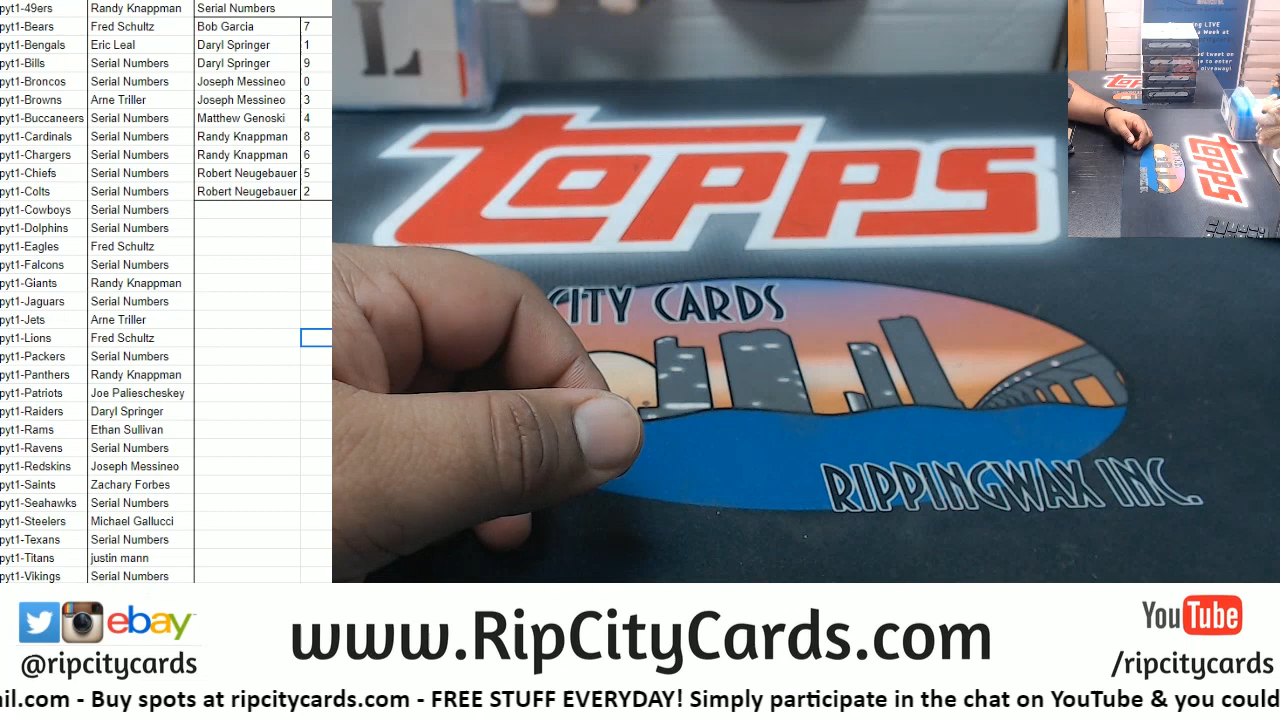 pyt1-49ers Randy Knappman Serial Numbers
pyt1-Bears Fred Schultz Bob Garcia 7
pyt1-Bengals Eric Leal Daryl Springer 1
pyt1-Bills Serial Numbers Daryl Springer 9
pyt1-Broncos Serial Numbers Joseph Messineo 0
pyt1-Browns Arne Triller Joseph Messineo 3
pyt1-Buccaneers Serial Numbers Matthew Genoski 4
pyt1-Cardinals Serial Numbers Randy Knappman 8
pyt1-Chargers Serial Numbers Randy Knappman 6
pyt1-Chiefs Serial Numbers Robert Neugebauer 5
pyt1-Colts Serial Numbers Robert Neugebauer 2
pyt1-Cowboys Serial Numbers
pyt1-Dolphins Serial Numbers
pyt1-Eagles Fred Schultz
pyt1-Falcons Serial Numbers
pyt1-Giants Randy Knappman
pyt1-Jaguars Serial Numbers
pyt1-Jets Arne Triller
pyt1-Lions Fred Schultz
pyt1-Packers Serial Numbers
pyt1-Panthers Randy Knappman
pyt1-Patriots Joe Paliescheskey
pyt1-Raiders Daryl Springer
pyt1-Rams Ethan Sullivan
pyt1-Ravens Serial Numbers
pyt1-Redskins Joseph Messineo
pyt1-Saints Zachary Forbes
pyt1-Seahawks Serial Numbers
pyt1-Steelers Michael Gallucci
pyt1-Texans Serial Numbers
pyt1-Titans justin mann
pyt1-Vikings Serial Numbers
topps
CITY CARDS
RIPPINGWAX INC.
LIVE
a Week at
tweet on
to enter
giveaway!
topps
ebay
@ripcitycards
www.RipCityCards.com
YouTube
/ripcitycards
ail.com - Buy spots at ripcitycards.com - FREE STUFF EVERYDAY! Simply participate in the chat on YouTube & you could